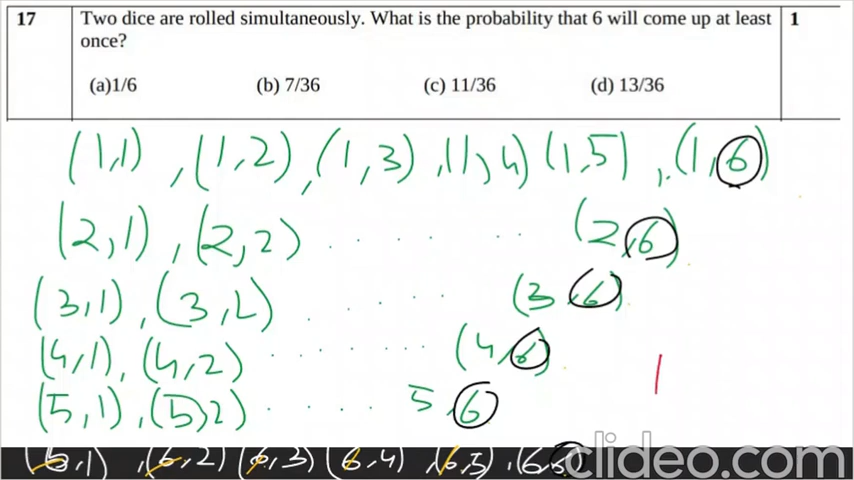 17 Two dice are rolled simultaneously. What is the probability that 6 will come up at least 1
once?
(a)1/6 (b) 7/36 (c) 11/36 (d) 13/36
(1,1) , (1,2) , (1,3) , (1,4) (1,5) , (1,6)
(2,1) , (2,2) . . . . . . (2,6)
(3,1) , (3,2) . . . . . (3,6)
(4,1), (4,2) . . . . . . . (4,6)
(5,1) , (5,2) . . . . . 5,6
1
(6,1) , (6,2) (6,3) (6,4) , (6,5) , (6,6)
clideo.com